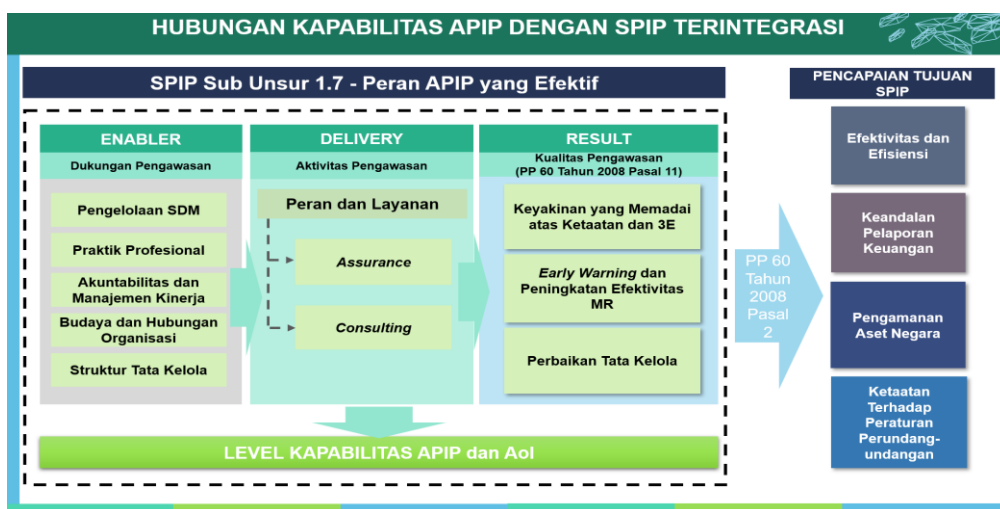 HUBUNGAN KAPABILITAS APIP DENGAN SPIP TERINTEGRASI
SPIP Sub Unsur 1.7 - Peran APIP yang Efektif
ENABLER
Dukungan Pengawasan
Pengelolaan SDM
Praktik Profesional
Akuntabilitas dan
Manajemen Kinerja
Budaya dan Hubungan
Organisasi
Struktur Tata Kelola
DELIVERY
Aktivitas Pengawasan
Peran dan Layanan
Assurance
Consulting
RESULT
Kualitas Pengawasan
(PP 60 Tahun 2008 Pasal 11)
Keyakinan yang Memadai
atas Ketaatan dan 3E
Early Warning dan
Peningkatan Efektivitas
MR
Perbaikan Tata Kelola
LEVEL KAPABILITAS APIP dan AoI
PP 60
Tahun
2008
Pasal
2
PENCAPAIAN TUJUAN
SPIP
Efektivitas dan
Efisiensi
Keandalan
Pelaporan
Keuangan
Pengamanan
Aset Negara
Ketaatan
Terhadap
Peraturan
Perundang-
undangan